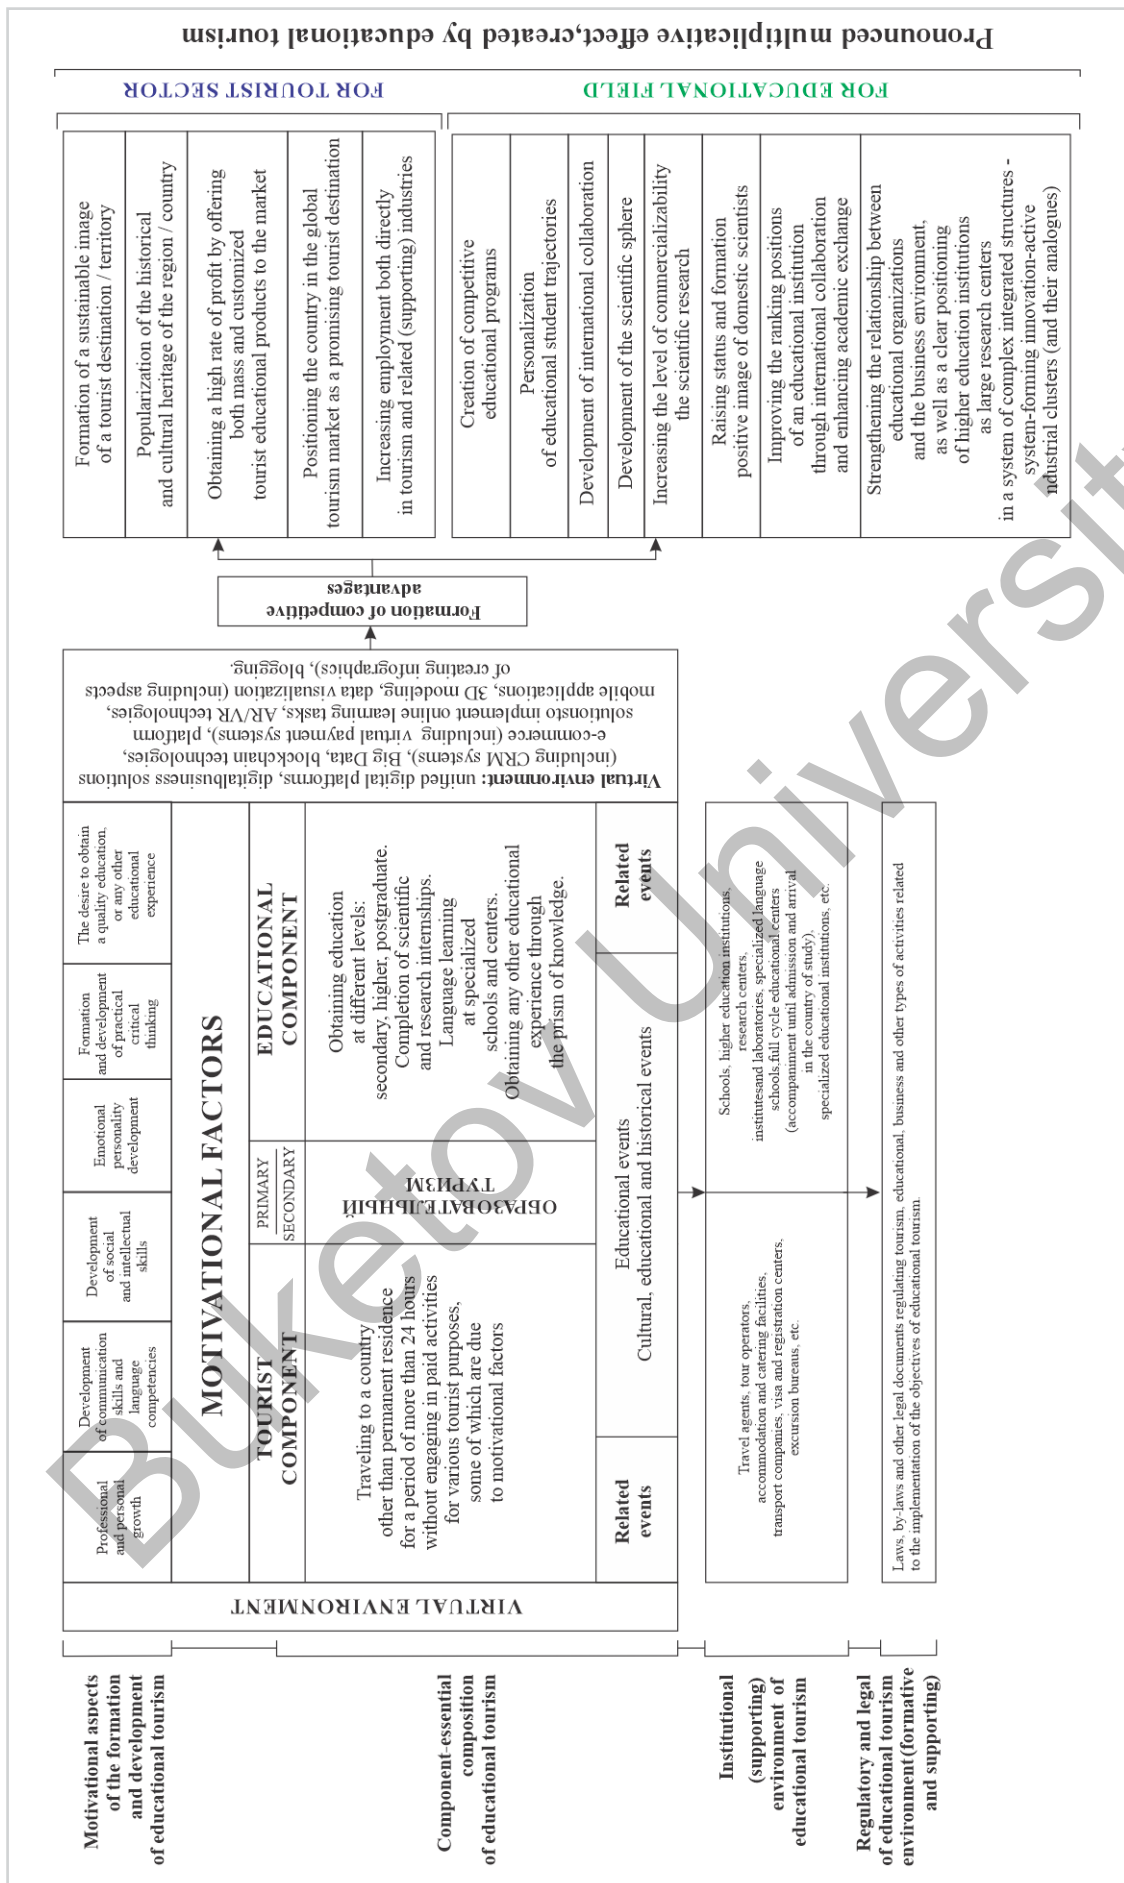 Motivational aspects
of the formation
and development
of educational tourism
Professional
and personal
growth
Development
of communication
skills and
language
competencies
Development
of social
and intellectual
skills
Emotional
personality
development
Formation
and development
of practical
critical
thinking
The desire to obtain
a quality education,
or any other
educational
experience
MOTIVATIONAL FACTORS
Component-essential
composition
of educational tourism
VIRTUAL ENVIRONMENT
TOURIST
COMPONENT
PRIMARY
SECONDARY
EDUCATIONAL
COMPONENT
Traveling to a country
other than permanent residence
for a period of more than 24 hours
without engaging in paid activities
for various tourist purposes,
some of which are due
to motivational factors
ОБРАЗОВАТЕЛЬНЫЙ
ТУРИЗМ
Obtaining education
at different levels:
secondary, higher, postgraduate.
Completion of scientific
and research internships.
Language learning
at specialized
schools and centers.
Obtaining any other educational
experience through
the prism of knowledge.
Related
events
Educational events
Cultural, educational and historical events
Related
events
Virtual environment: unified digital platforms, digitalbusiness solutions
(including CRM systems), Big Data, blockchain technologies,
e-commerce (including virtual payment systems), platform
solutionsto implement online learning tasks, AR/VR technologies,
mobile applications, 3D modeling, data visualization (including aspects
of creating infographics), blogging.
Institutional
(supporting)
environment of
educational tourism
Travel agents, tour operators,
accommodation and catering facilities,
transport companies, visa and registration centers,
excursion bureaus, etc.
Schools, higher education institutions,
research centers,
institutesand laboratories, specialized language
schools,full cycle educational centers
(accompaniment until admission and arrival
in the country of study),
specialized educational institutions, etc.
Regulatory and legal
of educational tourism
environment(formative
and supporting)
Laws, by-laws and other legal documents regulating tourism, educational, business and other types of activities related
to the implementation of the objectives of educational tourism.
Formation of competitive
advantages
Formation of a sustainable image
of a tourist destination / territory
Popularization of the historical
and cultural heritage of the region / country
Obtaining a high rate of profit by offering
both mass and customized
tourist educational products to the market
Positioning the country in the global
tourism market as a promising tourist destination
Increasing employment both directly
in tourism and related (supporting) industries
FOR TOURIST SECTOR
Creation of competitive
educational programs
Personalization
of educational student trajectories
Development of international collaboration
Development of the scientific sphere
Increasing the level of commercializability
the scientific research
Raising status and formation
positive image of domestic scientists
Improving the ranking positions
of an educational institution
through international collaboration
and enhancing academic exchange
Strengthening the relationship between
educational organizations
and the business environment,
as well as a clear positioning
of higher education institutions
as large research centers
in a system of complex integrated structures -
system-forming innovation-active
ndustrial clusters (and their analogues)
FOR EDUCATIONAL FIELD
Pronounced multiplicative effect,created by educational tourism